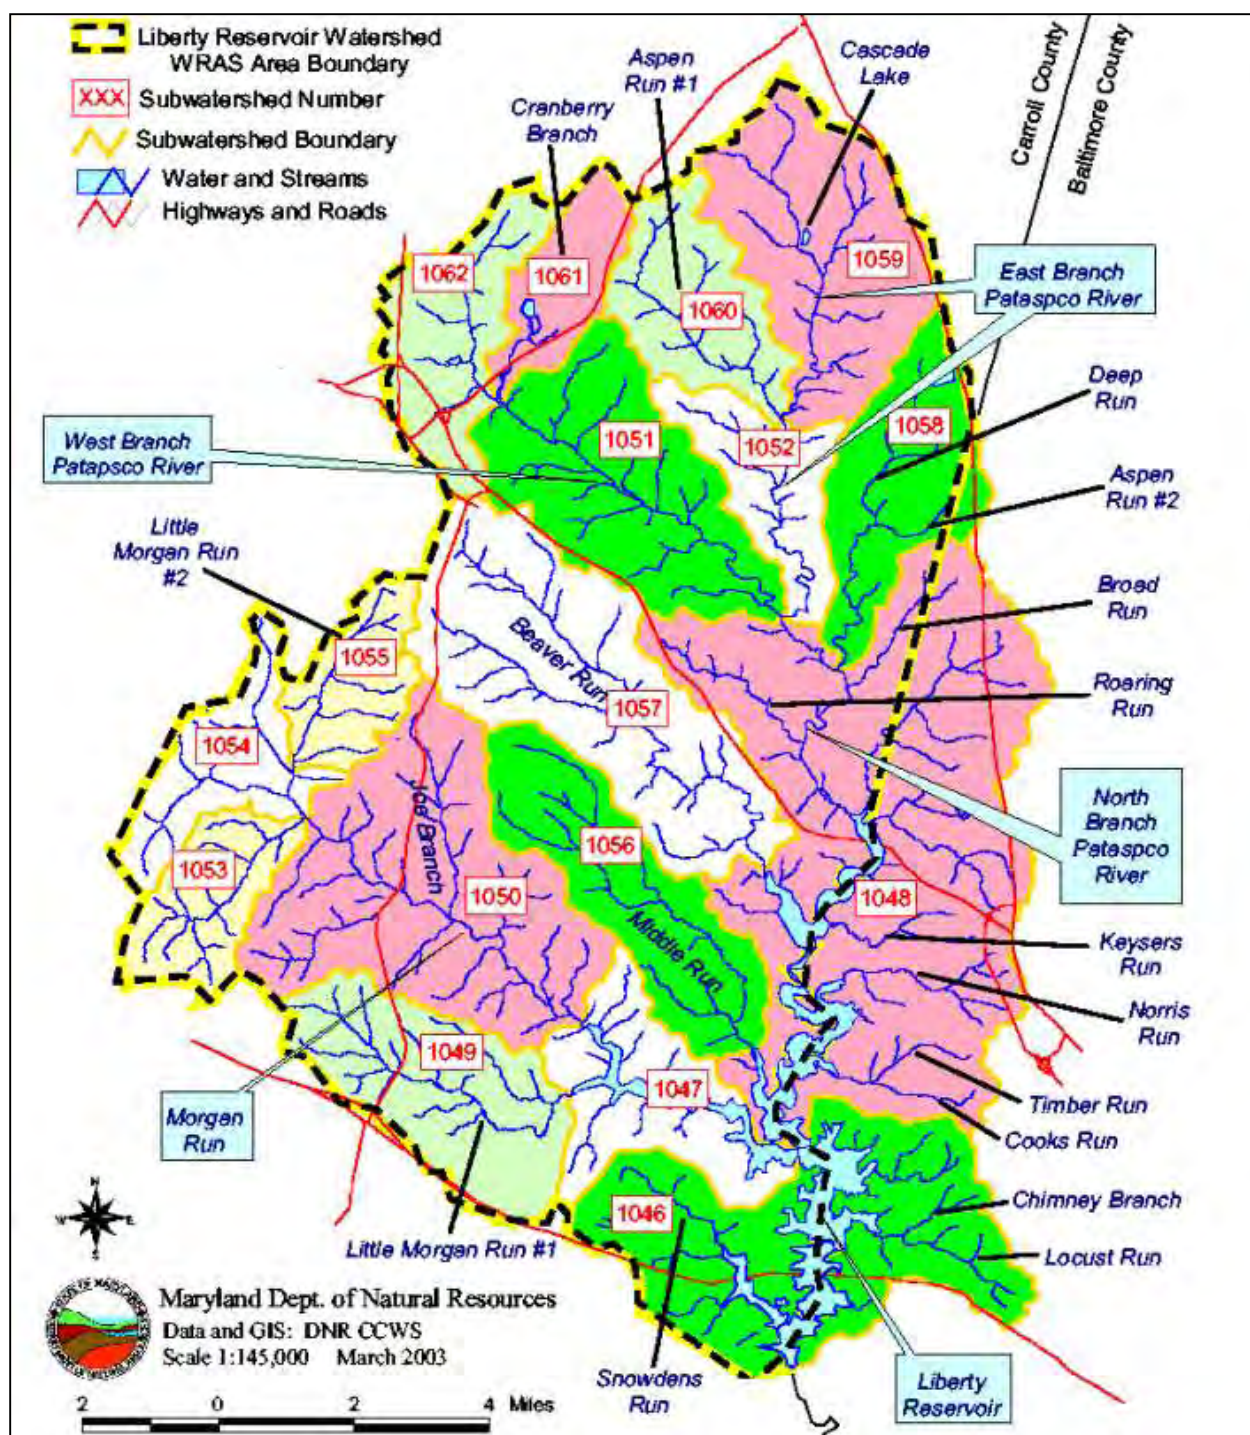 Liberty Reservoir Watershed
WRAS Area Boundary
XXX Subwatershed Number
Subwatershed Boundary
Water and Streams
Highways and Roads
Aspen
Run #1
Cascade
Lake
Cranberry
Branch
Carroll County
Baltimore County
1062
1061
1059
1060
East Branch
Pataspco River
Deep
Run
1051
1052
1058
West Branch
Patapsco River
Aspen
Run #2
Little
Morgan Run
#2
Broad
Run
1055
Beaver Run
1057
Roaring
Run
1054
North
Branch
Pataspco
River
Joe Branch
1056
1053
1050
1048
Middle Run
Keysers
Run
Norris
Run
1049
1047
Morgan
Run
Timber Run
Cooks Run
Chimney Branch
1046
Little Morgan Run #1
Locust Run
N
W E
S
Maryland Dept. of Natural Resources
Data and GIS: DNR CCWS
Scale 1:145,000 March 2003
Snowdens
Run
Liberty
Reservoir
2 0 2 4 Miles